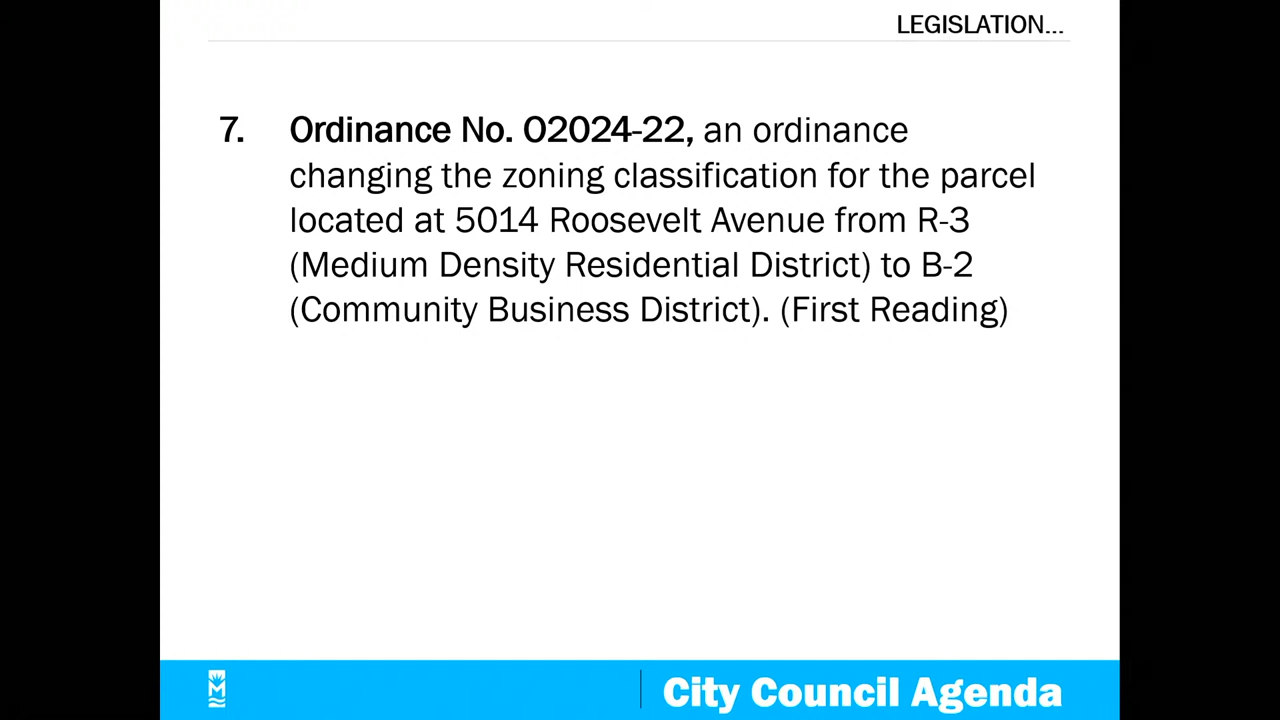 LEGISLATION...
7. Ordinance No. O2024-22, an ordinance
changing the zoning classification for the parcel
located at 5014 Roosevelt Avenue from R-3
(Medium Density Residential District) to B-2
(Community Business District). (First Reading)
M
City Council Agenda